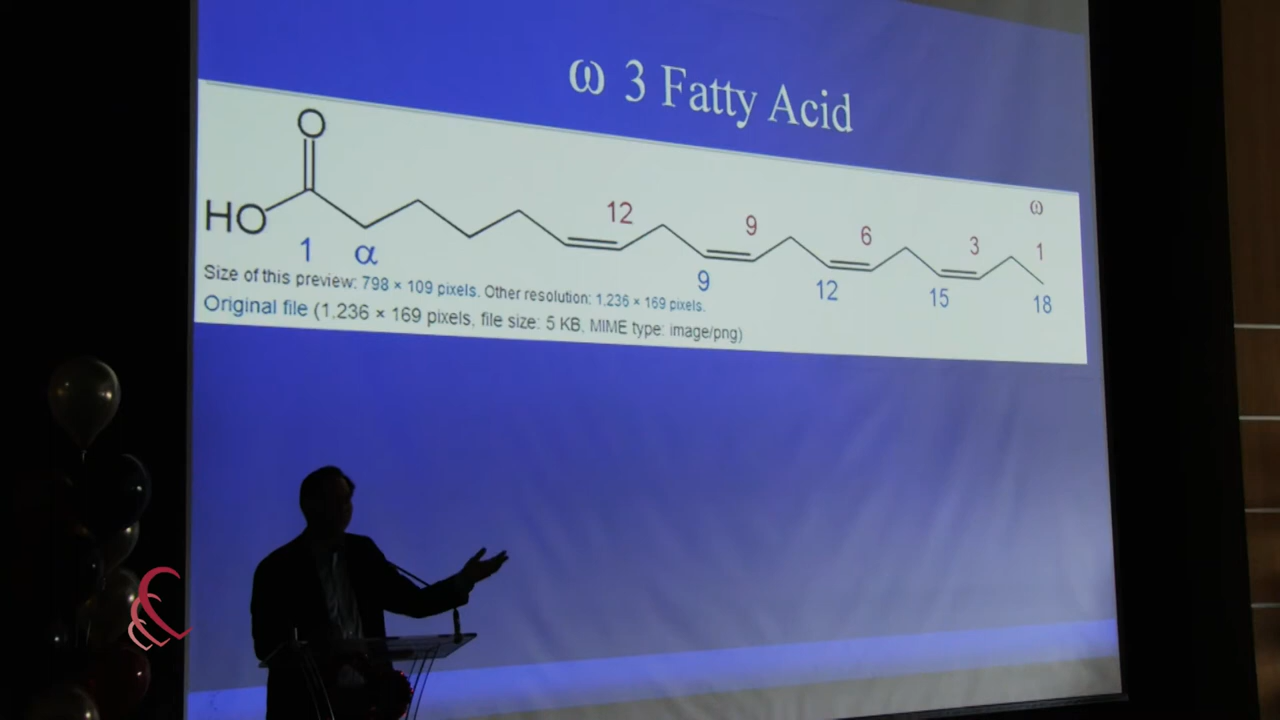 ω 3 Fatty Acid
O
HO
1 α
12 9 6 3 1
ω
9 12 15 18
Size of this preview: 798 × 109 pixels. Other resolution: 1.236 × 169 pixels.
Original file (1.236 × 169 pixels, file size: 5 KB, MIME type: image/png)